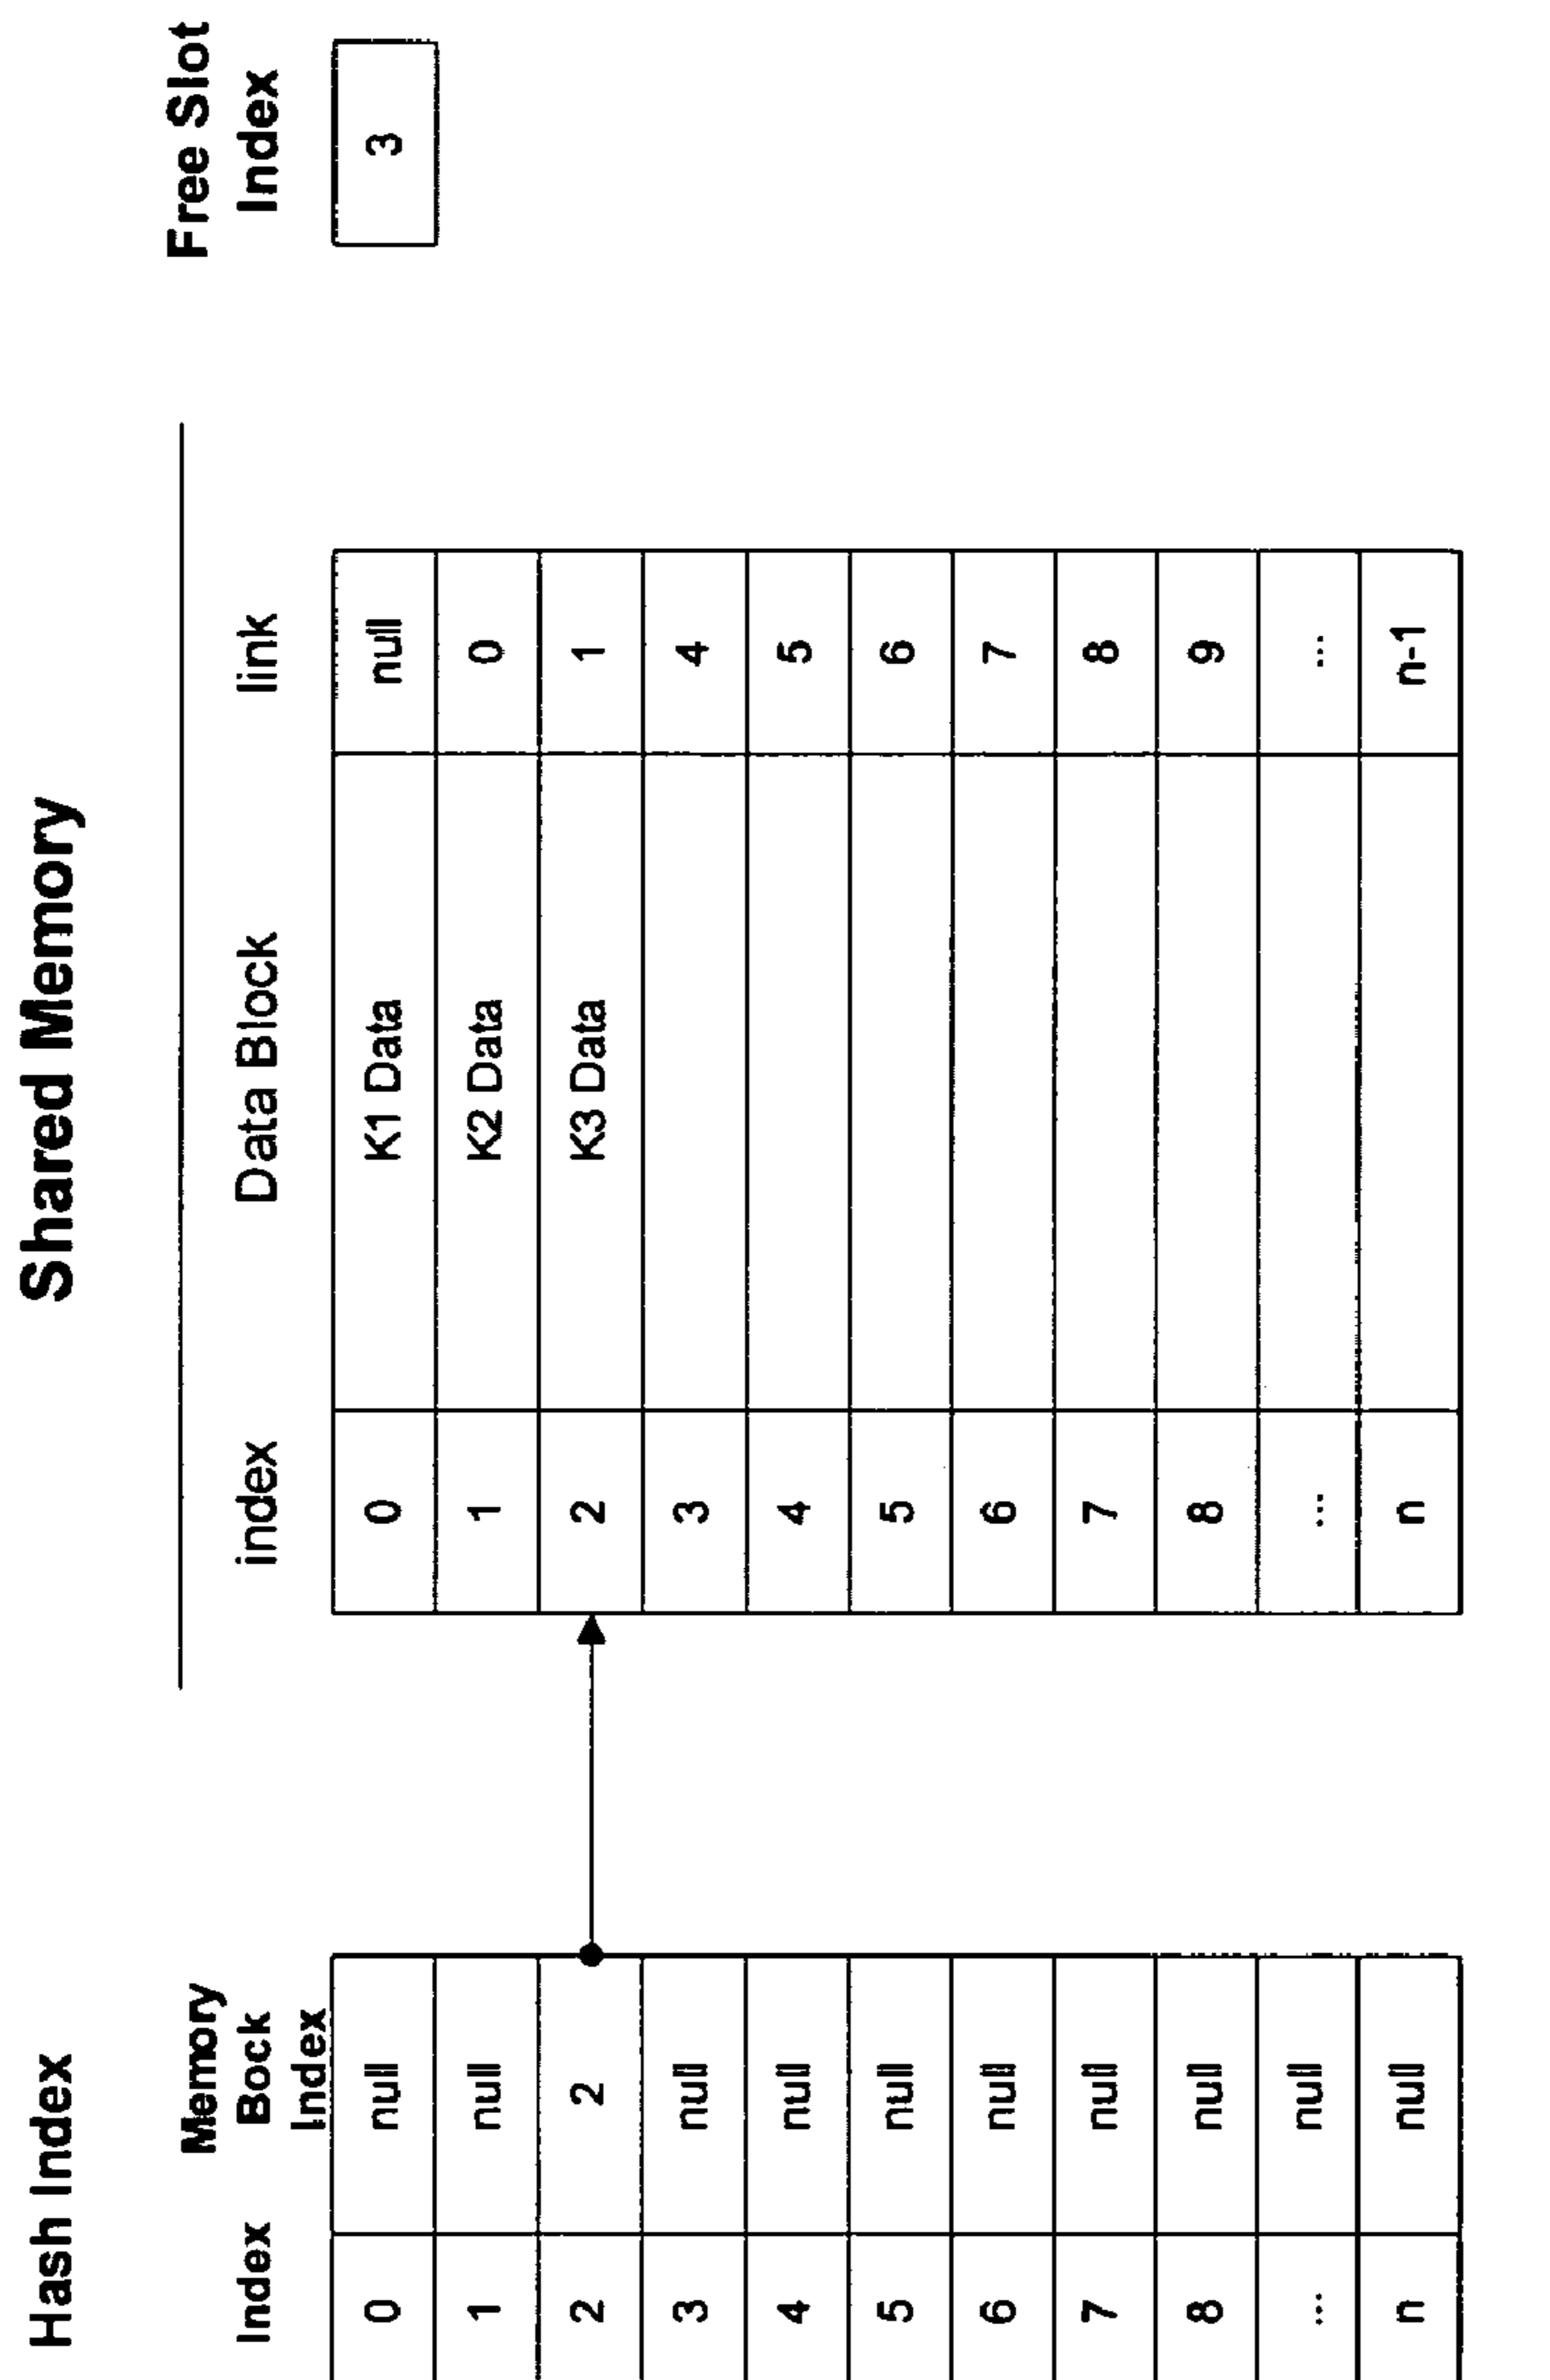 Hash Index
Index Memory
Bock
Index
0 null
1 null
2 2
3 null
4 null
5 null
6 null
7 null
8 null
... null
n null
Shared Memory
index Data Block link
0 K1 Data null
1 K2 Data 0
2 K3 Data 1
3 4
4 5
5 6
6 7
7 8
8 9
... ...
n n-1
Free Slot
Index
3